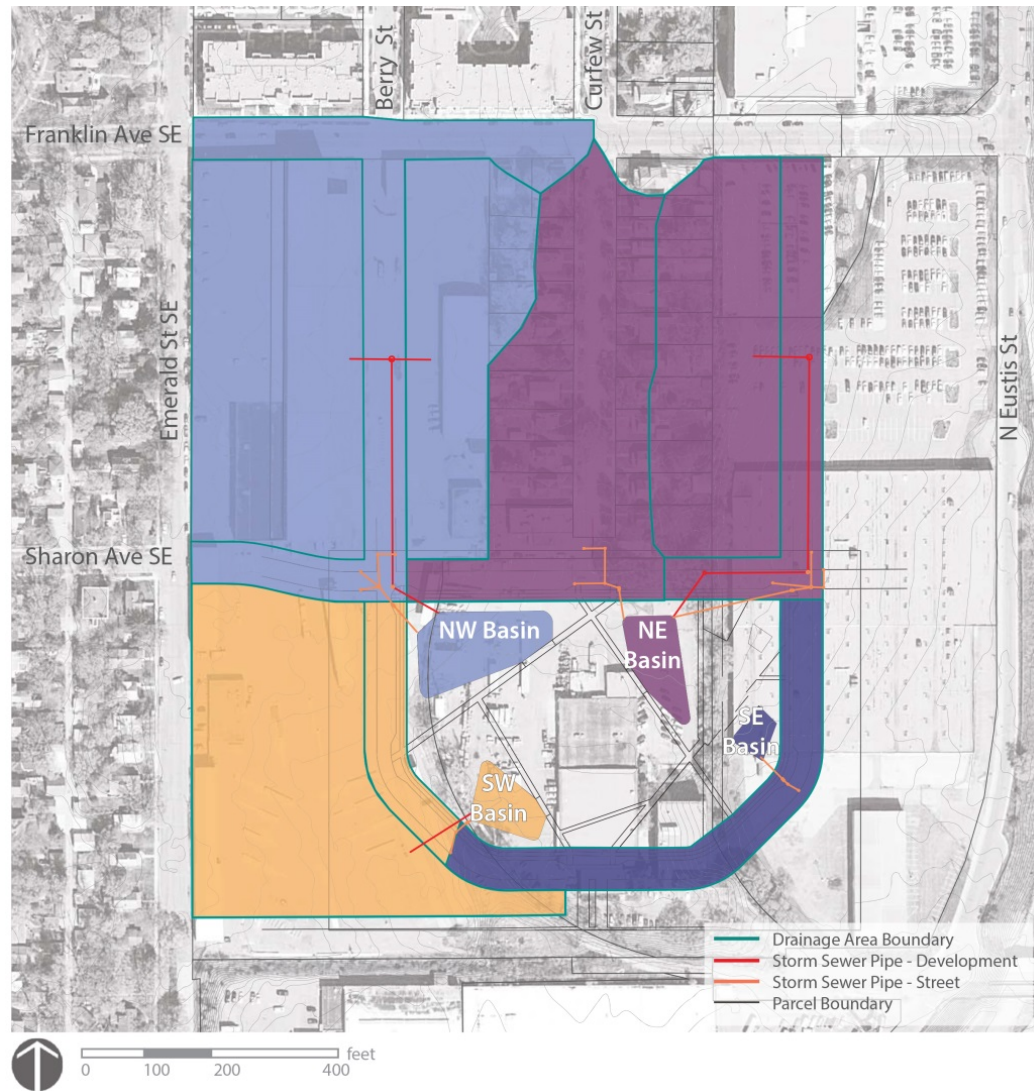 Berry St
Curfew St
Franklin Ave SE
Emerald St SE
N Eustis St
Sharon Ave SE
NW Basin
NE
Basin
SE
Basin
SW
Basin
Drainage Area Boundary
Storm Sewer Pipe - Development
Storm Sewer Pipe - Street
Parcel Boundary
feet
0 100 200 400